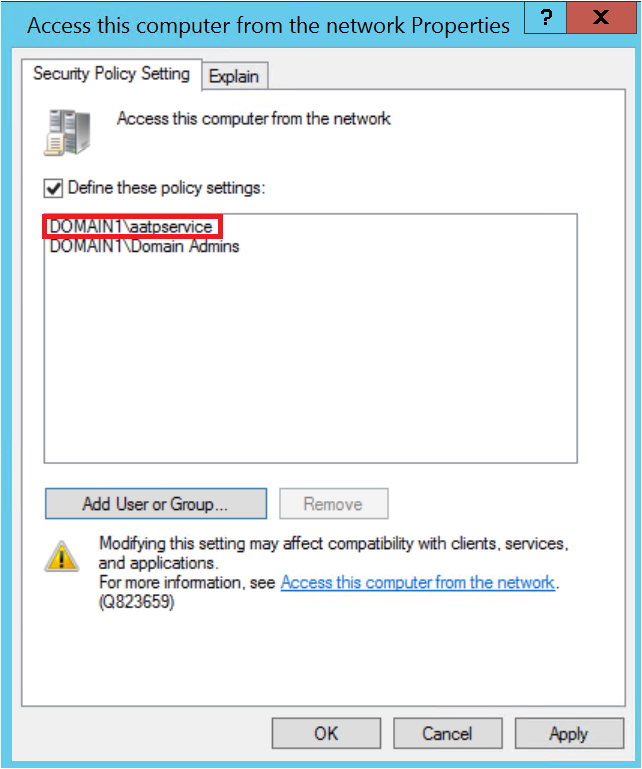 Access this computer from the network Properties
?
X
Security Policy Setting
Explain
Access this computer from the network
Define these policy settings:
DOMAIN1\aatpservice
DOMAIN1\Domain Admins
Add User or Group...
Remove
Modifying this setting may affect compatibility with clients, services,
and applications.
For more information, see Access this computer from the network.
(Q823659)
OK
Cancel
Apply